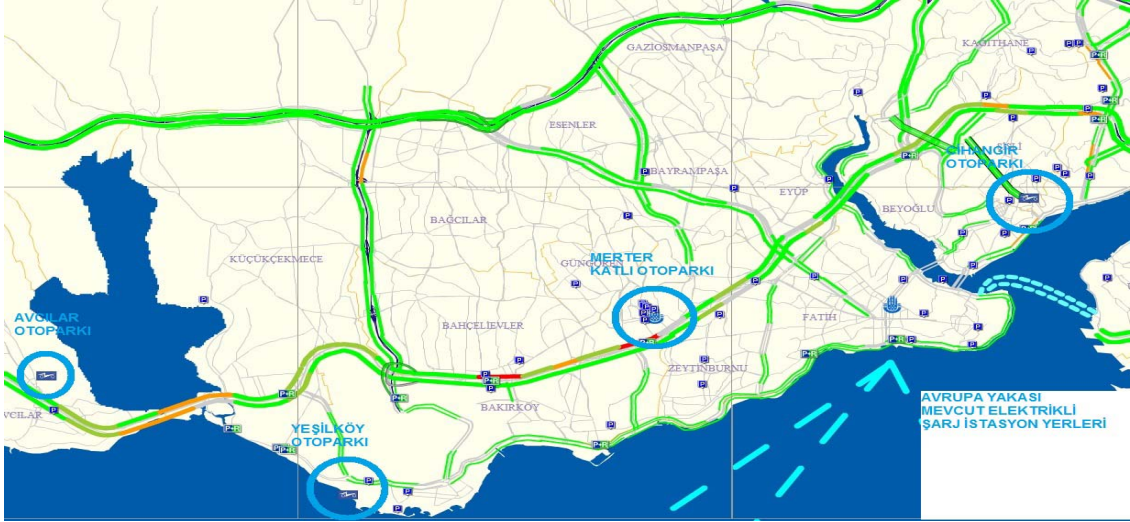 GAZİOSMANPAŞA
KAĞITHANE
ESENLER
BAYRAMPAŞA
EYÜP
CİHANGİR
OTOPARKI
BEYOĞLU
BAĞCILAR
KÜÇÜKÇEKMECE
GÜNGÖREN
MERTER
KATLI OTOPARKI
AVCILAR
OTOPARKI
BAHÇELİEVLER
FATİH
ZEYTİNBURNU
BAKIRKÖY
YEŞİLKÖY
OTOPARKI
AVRUPA YAKASI
MEVCUT ELEKTRİKLİ
ŞARJ İSTASYON YERLERİ